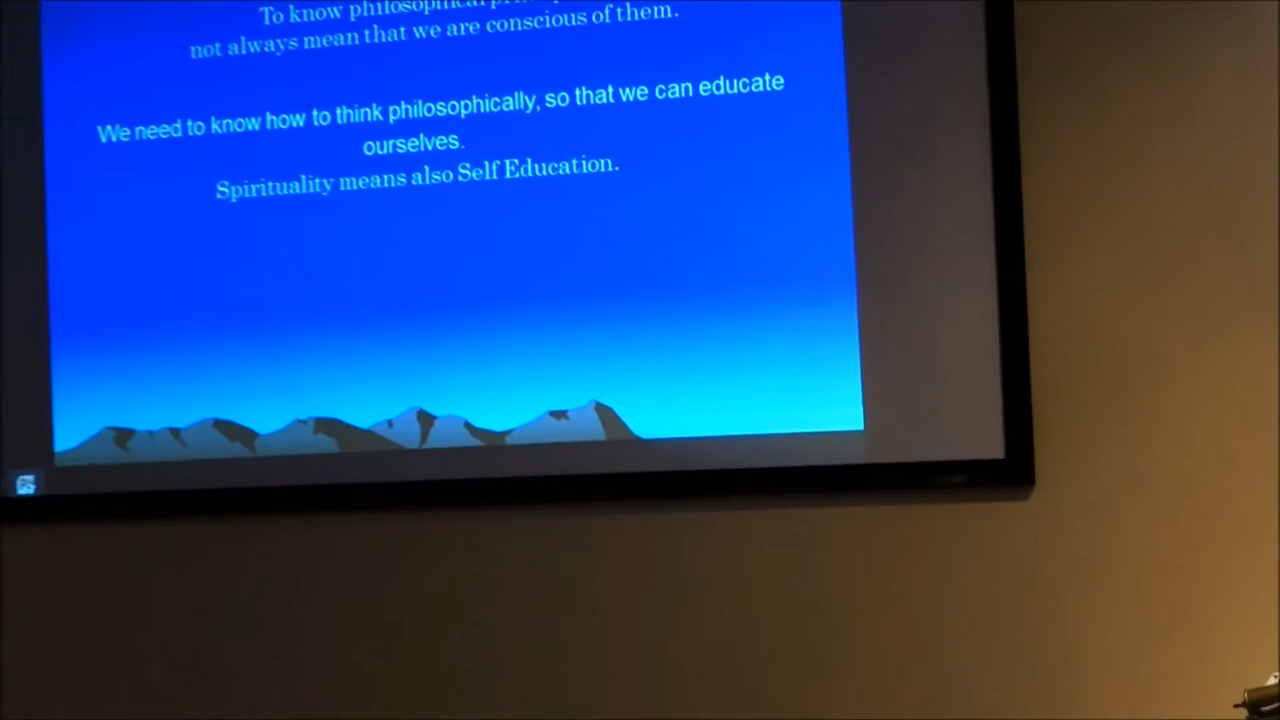 To know philosophical
not always mean that we are conscious of them.
We need to know how to think philosophically, so that we can educate
ourselves.
Spirituality means also Self Education.